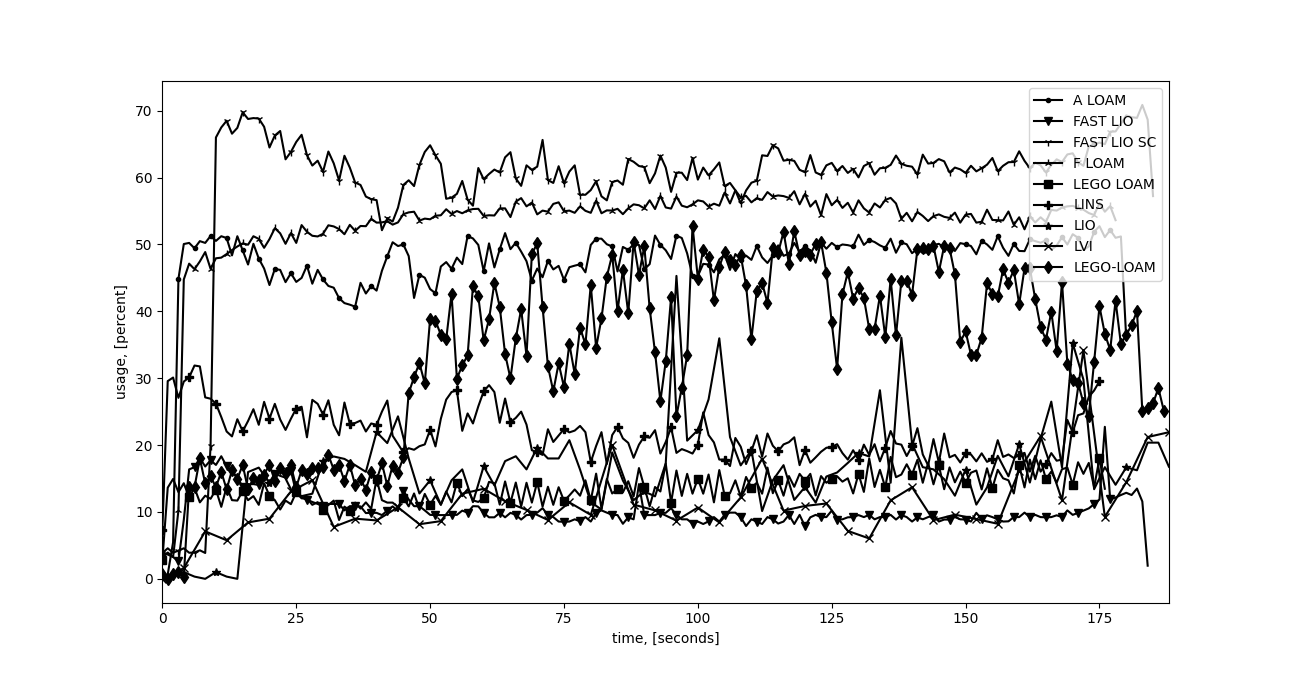 70
60
50
40
30
20
10
0
usage, [percent]
0 25 50 75 100 125 150 175
time, [seconds]
A LOAM
FAST LIO
FAST LIO SC
F LOAM
LEGO LOAM
LINS
LIO
LVI
LEGO-LOAM